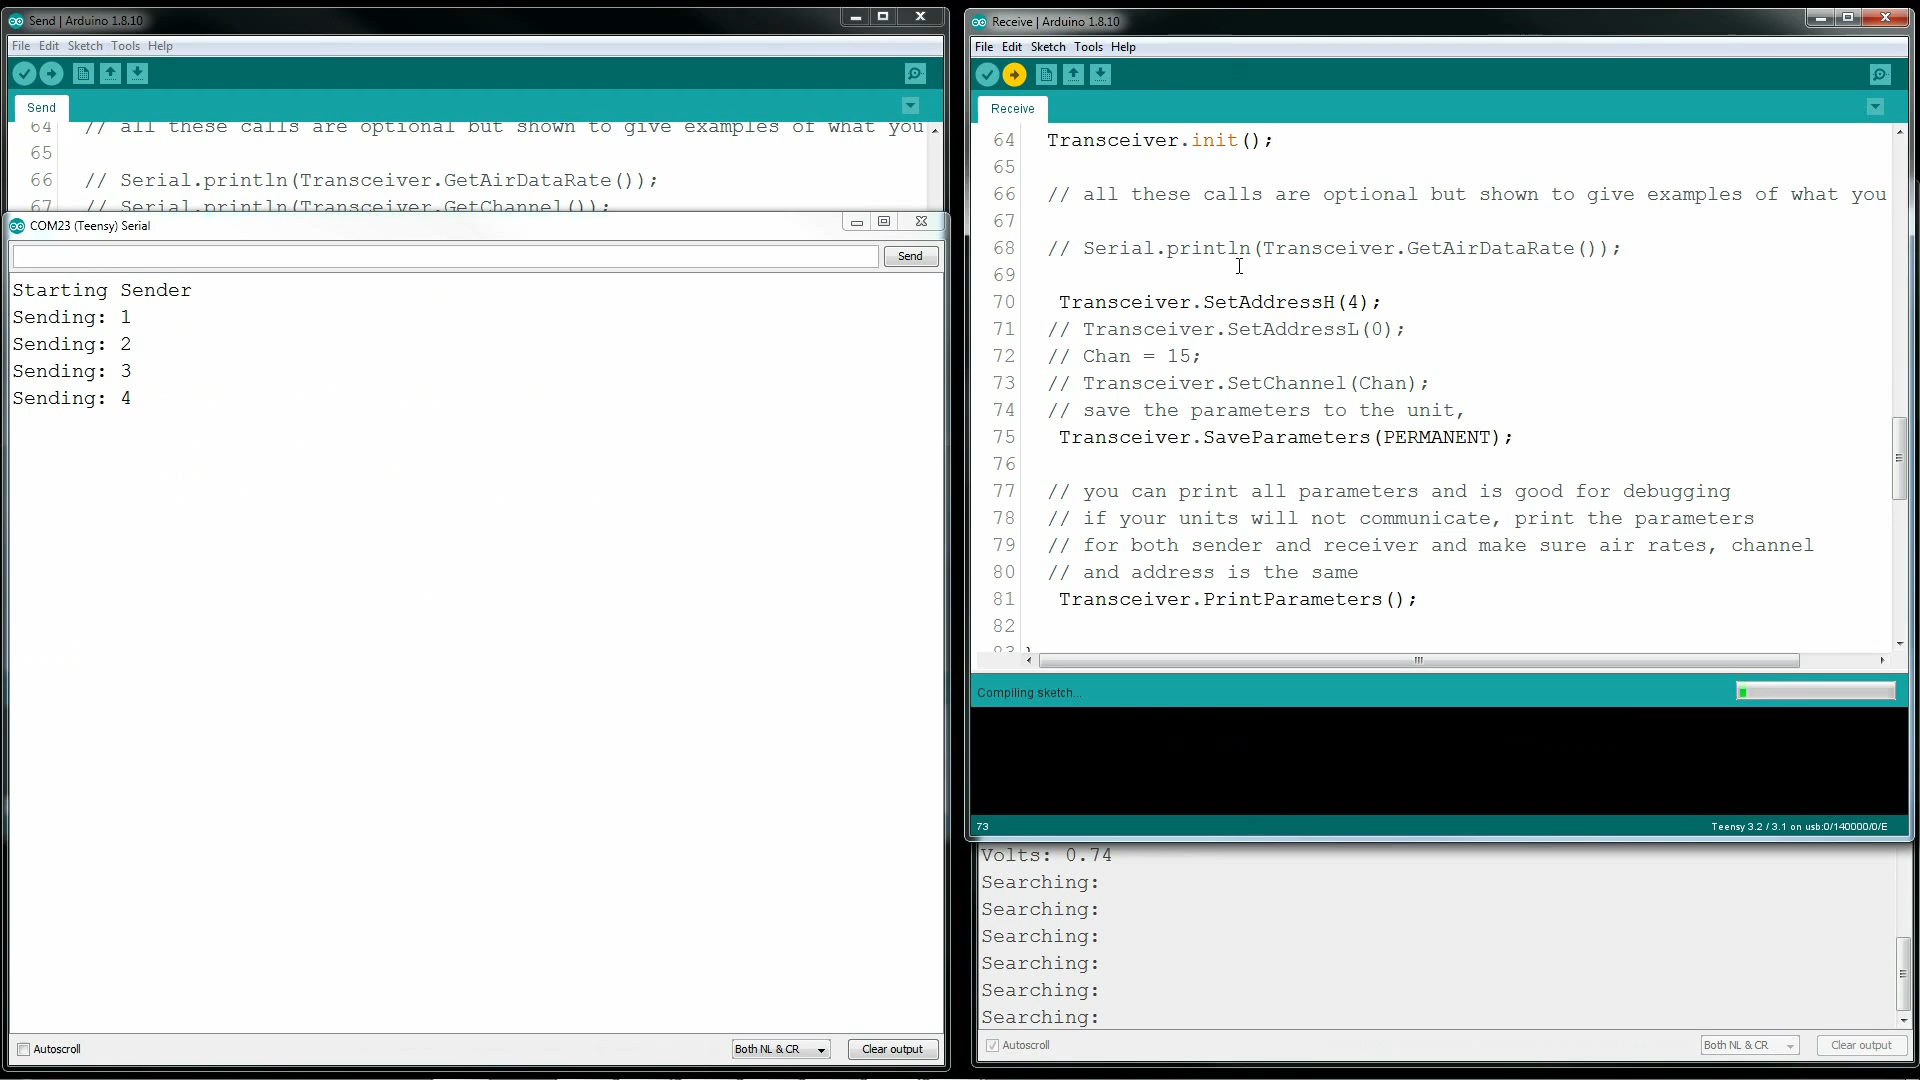 Send | Arduino 1.8.10
File Edit Sketch Tools Help
Send
64 // all these calls are optional but shown to give examples of what you
65
66 // Serial.println(Transceiver.GetAirDataRate());
67 // Serial.println(Transceiver.GetChannel());
COM23 (Teensy) Serial
Send
Starting Sender
Sending: 1
Sending: 2
Sending: 3
Sending: 4
Autoscroll
Both NL & CR
Clear output
Receive | Arduino 1.8.10
File Edit Sketch Tools Help
Receive
64 Transceiver.init();
65
66 // all these calls are optional but shown to give examples of what you
67
68 // Serial.println(Transceiver.GetAirDataRate());
69
70 Transceiver.SetAddressH(4);
71 // Transceiver.SetAddressL(0);
72 // Chan = 15;
73 // Transceiver.SetChannel(Chan);
74 // save the parameters to the unit,
75 Transceiver.SaveParameters(PERMANENT);
76
77 // you can print all parameters and is good for debugging
78 // if your units will not communicate, print the parameters
79 // for both sender and receiver and make sure air rates, channel
80 // and address is the same
81 Transceiver.PrintParameters();
82
83 }
Compiling sketch...
73
Teensy 3.2 / 3.1 on usb:0/140000/0/E
Volts: 0.74
Searching:
Searching:
Searching:
Searching:
Searching:
Searching:
Autoscroll
Both NL & CR
Clear output